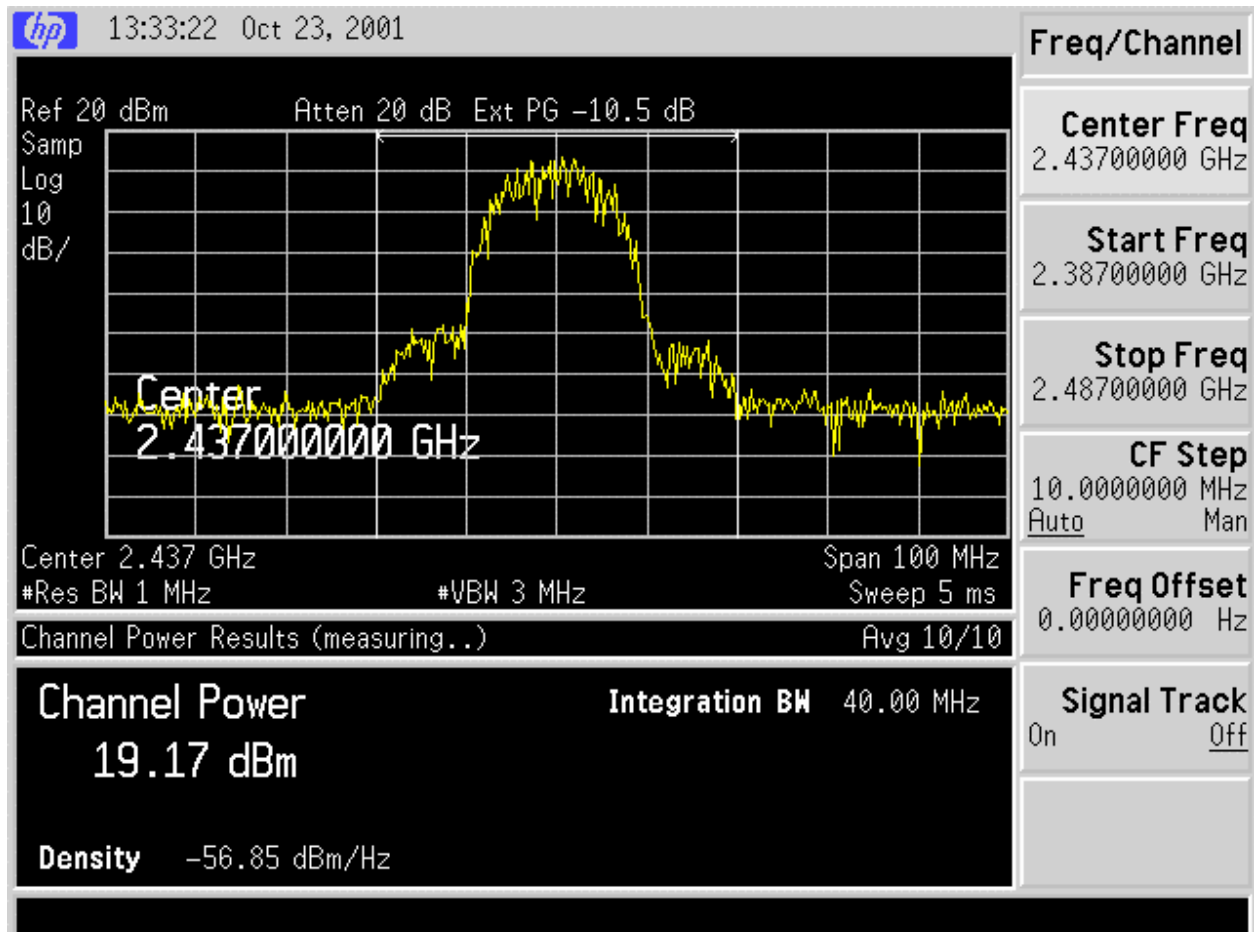 hp 13:33:22 Oct 23, 2001
Ref 20 dBm Atten 20 dB Ext PG -10.5 dB
Samp
Log
10
dB/
Center
2.437000000 GHz
Center 2.437 GHz Span 100 MHz
#Res BW 1 MHz #VBW 3 MHz Sweep 5 ms
Channel Power Results (measuring..) Avg 10/10
Channel Power Integration BW 40.00 MHz
19.17 dBm
Density -56.85 dBm/Hz
Freq/Channel
Center Freq
2.43700000 GHz
Start Freq
2.38700000 GHz
Stop Freq
2.48700000 GHz
CF Step
10.0000000 MHz
Auto Man
Freq Offset
0.00000000 Hz
Signal Track
On Off